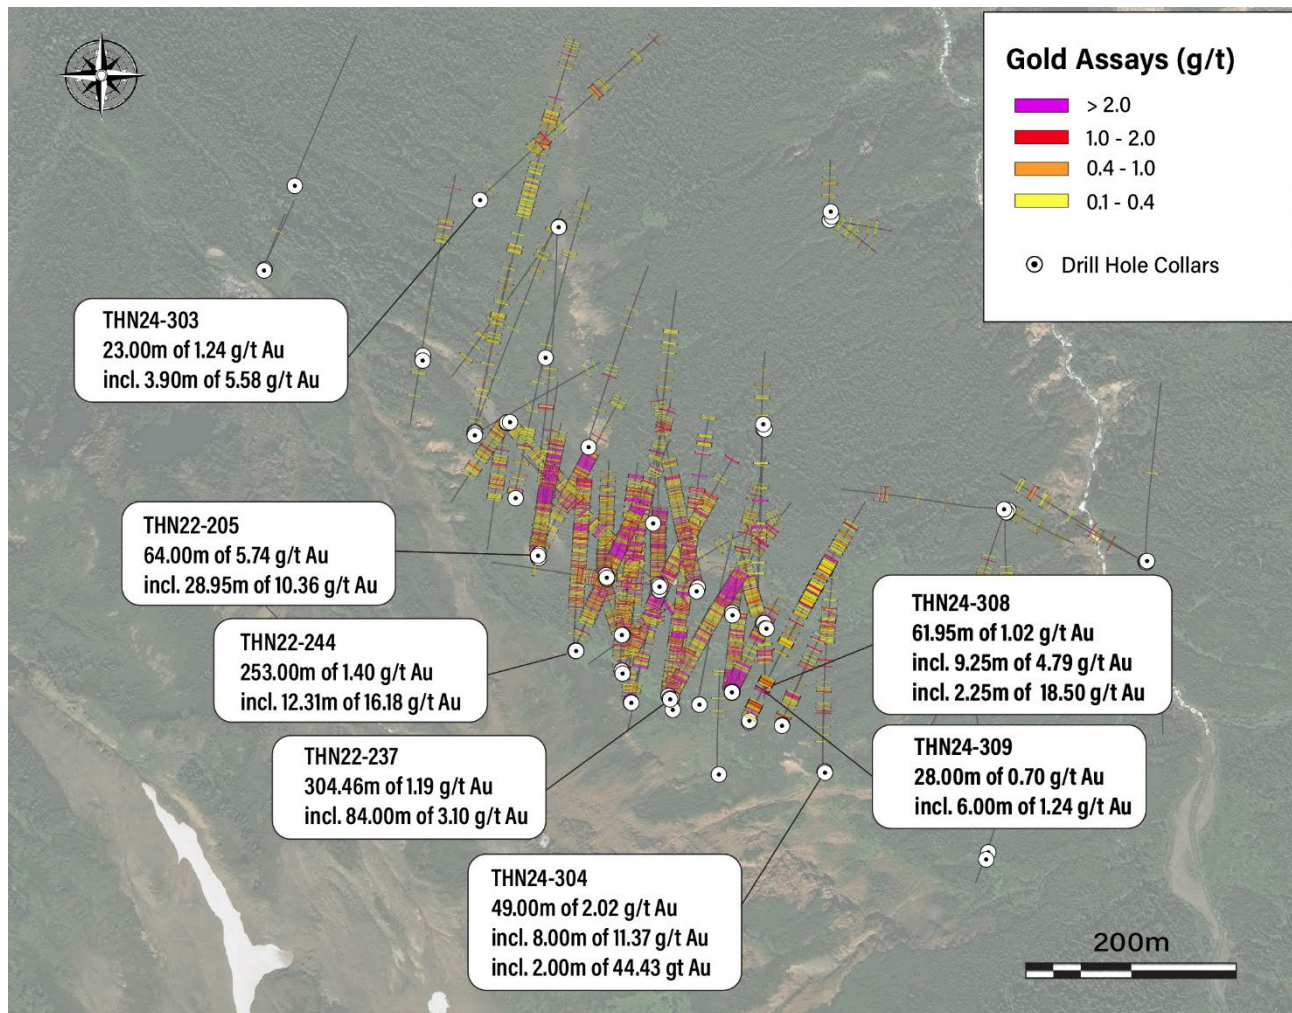 Gold Assays (g/t)
> 2.0
1.0 - 2.0
0.4 - 1.0
0.1 - 0.4
Drill Hole Collars
THN24-303
23.00m of 1.24 g/t Au
incl. 3.90m of 5.58 g/t Au
THN22-205
64.00m of 5.74 g/t Au
incl. 28.95m of 10.36 g/t Au
THN22-244
253.00m of 1.40 g/t Au
incl. 12.31m of 16.18 g/t Au
THN22-237
304.46m of 1.19 g/t Au
incl. 84.00m of 3.10 g/t Au
THN24-304
49.00m of 2.02 g/t Au
incl. 8.00m of 11.37 g/t Au
incl. 2.00m of 44.43 gt Au
THN24-308
61.95m of 1.02 g/t Au
incl. 9.25m of 4.79 g/t Au
incl. 2.25m of 18.50 g/t Au
THN24-309
28.00m of 0.70 g/t Au
incl. 6.00m of 1.24 g/t Au
200m